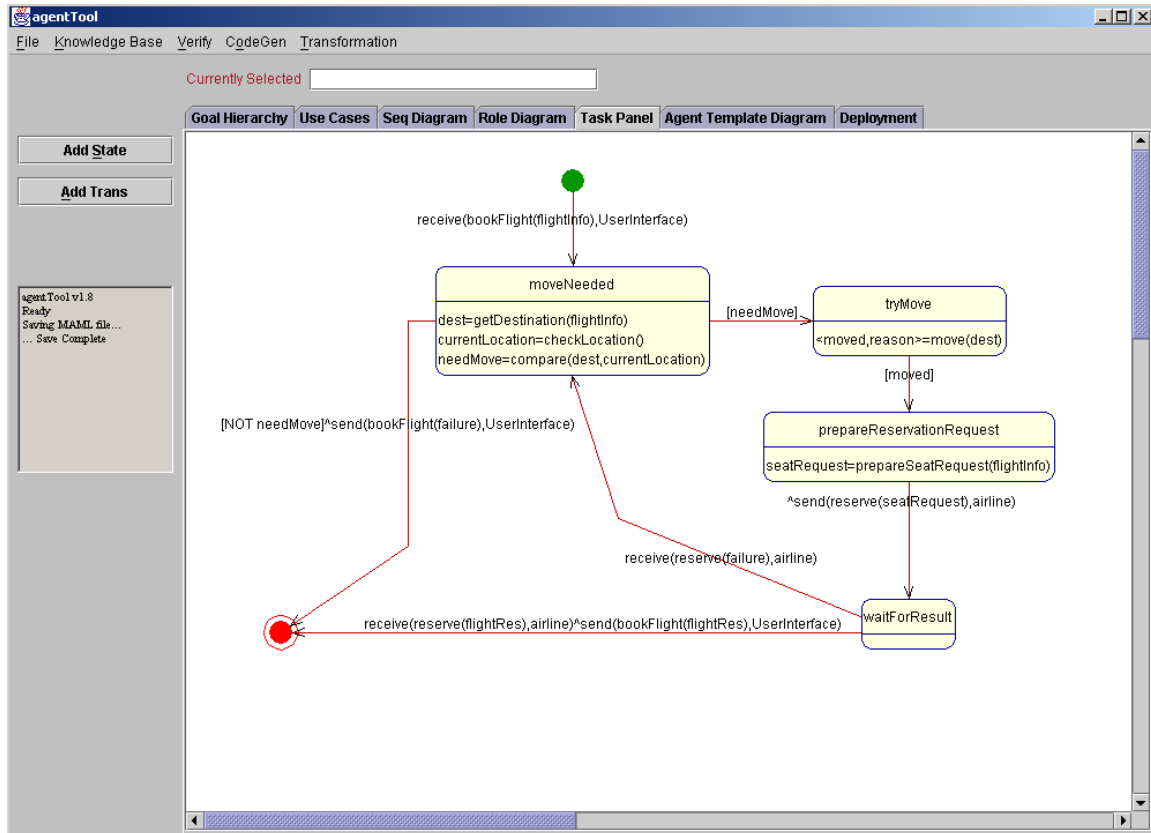 agentTool
File Knowledge Base Verify CodeGen Transformation
Currently Selected
Goal Hierarchy Use Cases Seq Diagram Role Diagram Task Panel Agent Template Diagram Deployment
Add State
Add Trans
agentTool v1.8
Ready
Saving MAML file...
... Save Complete
receive(bookFlight(flightInfo),UserInterface)
moveNeeded
dest=getDestination(flightInfo)
currentLocation=checkLocation()
needMove=compare(dest,currentLocation)
[needMove]
tryMove
<moved,reason>=move(dest)
[moved]
[NOT needMove]^send(bookFlight(failure),UserInterface)
prepareReservationRequest
seatRequest=prepareSeatRequest(flightInfo)
^send(reserve(seatRequest),airline)
receive(reserve(failure),airline)
waitForResult
receive(reserve(flightRes),airline)^send(bookFlight(flightRes),UserInterface)